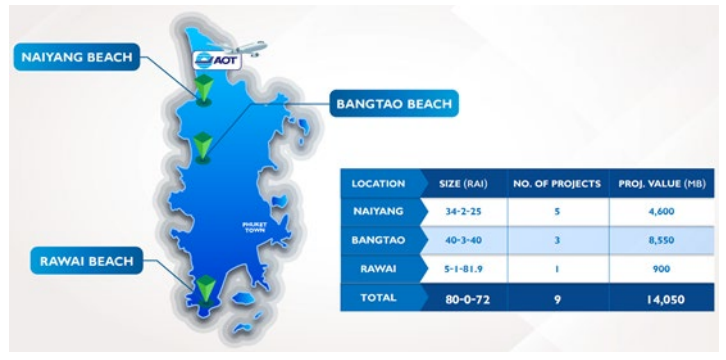 NAIYANG BEACH
AOT
BANGTAO BEACH
PHUKET
TOWN
RAWAI BEACH
LOCATION SIZE (RAI) NO. OF PROJECTS PROJ. VALUE (MB)
NAIYANG 34-2-25 5 4,600
BANGTAO 40-3-40 3 8,550
RAWAI 5-1-81.9 1 900
TOTAL 80-0-72 9 14,050